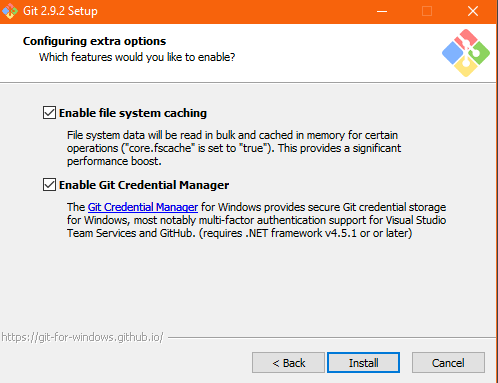 Git 2.9.2 Setup
Configuring extra options
Which features would you like to enable?
Enable file system caching
File system data will be read in bulk and cached in memory for certain
operations ("core.fscache" is set to "true"). This provides a significant
performance boost.
Enable Git Credential Manager
The Git Credential Manager for Windows provides secure Git credential storage
for Windows, most notably multi-factor authentication support for Visual Studio
Team Services and GitHub. (requires .NET framework v4.5.1 or or later)
https://git-for-windows.github.io/
< Back
Install
Cancel